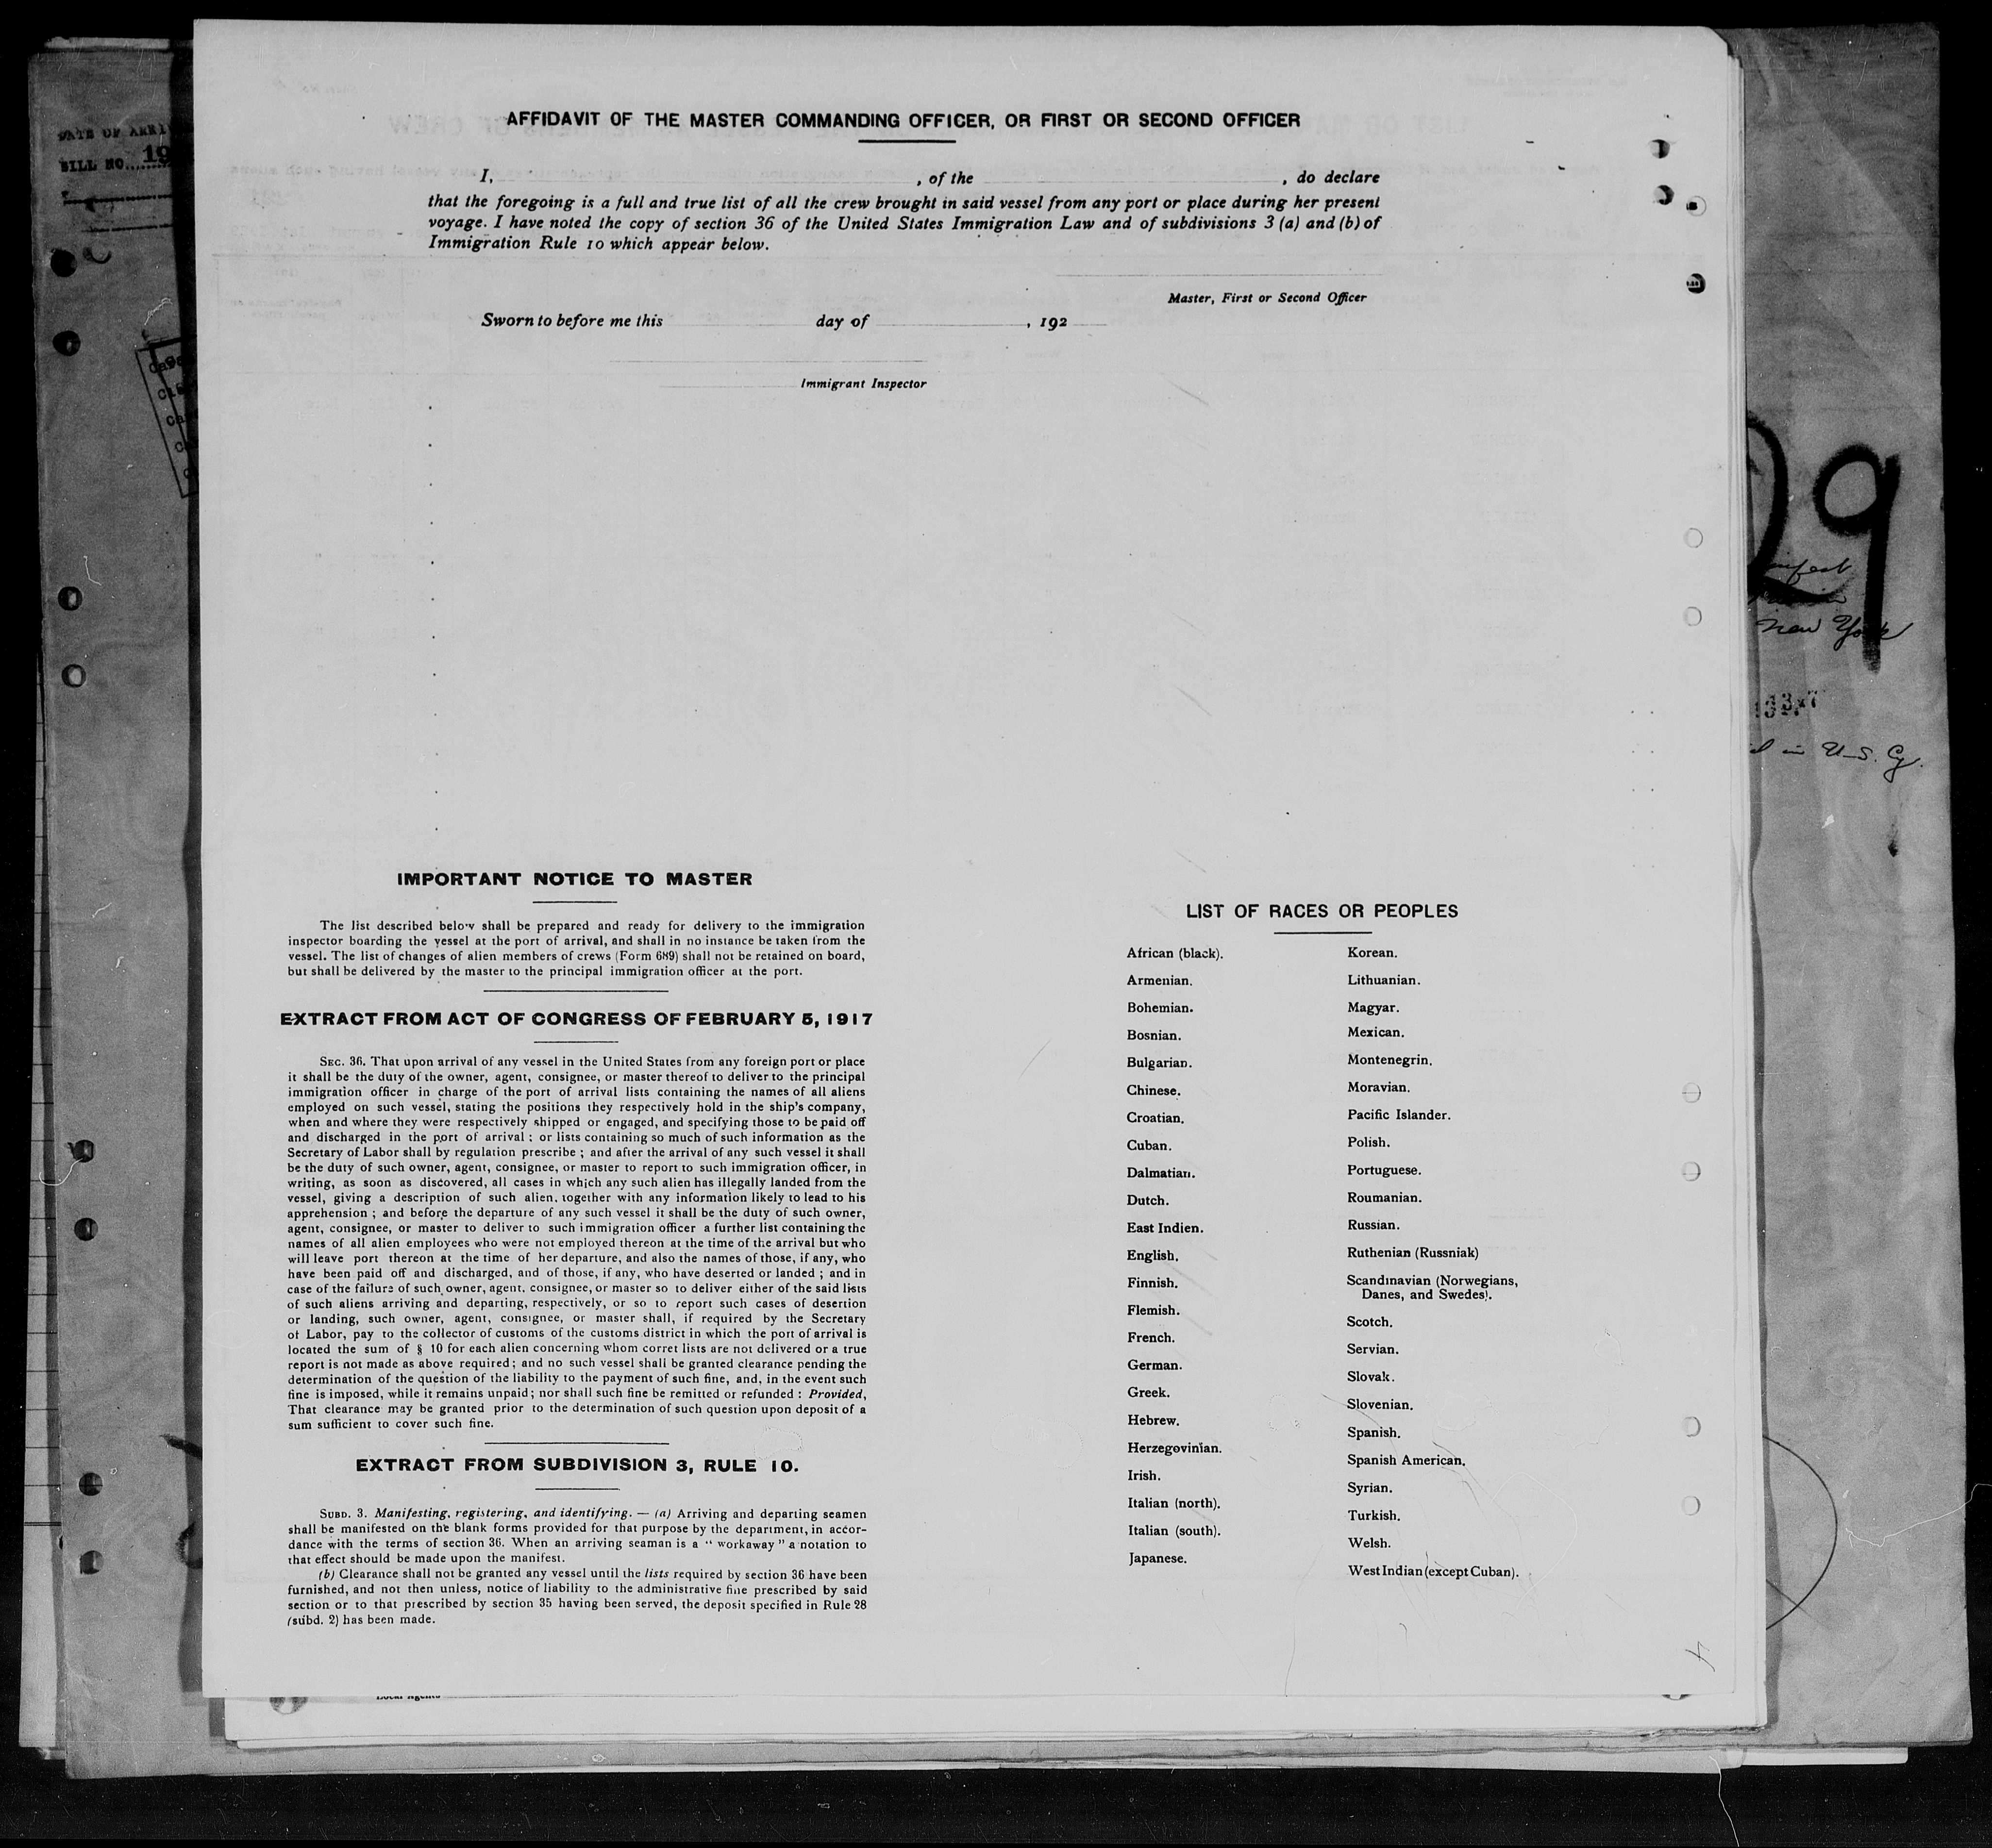 AFFIDAVIT OF THE MASTER COMMANDING OFFICER, OR FIRST OR SECOND OFFICER
I, , of the , do declare
that the foregoing is a full and true list of all the crew brought in said vessel from any port or place during her present
voyage. I have noted the copy of section 36 of the United States Immigration Law and of subdivisions 3 (a) and (b) of
Immigration Rule 10 which appear below.
Master, First or Second Officer
Sworn to before me this day of , 192
Immigrant Inspector
IMPORTANT NOTICE TO MASTER
The list described below shall be prepared and ready for delivery to the immigration
inspector boarding the vessel at the port of arrival, and shall in no instance be taken from the
vessel. The list of changes of alien members of crews (Form 689) shall not be retained on board,
but shall be delivered by the master to the principal immigration officer at the port.
EXTRACT FROM ACT OF CONGRESS OF FEBRUARY 5, 1917
SEC. 36. That upon arrival of any vessel in the United States from any foreign port or place
it shall be the duty of the owner, agent, consignee, or master thereof to deliver to the principal
immigration officer in charge of the port of arrival lists containing the names of all aliens
employed on such vessel, stating the positions they respectively hold in the ship's company,
when and where they were respectively shipped or engaged, and specifying those to be paid off
and discharged in the port of arrival ; or lists containing so much of such information as the
Secretary of Labor shall by regulation prescribe ; and after the arrival of any such vessel it shall
be the duty of such owner, agent, consignee, or master to report to such immigration officer, in
writing, as soon as discovered, all cases in which any such alien has illegally landed from the
vessel, giving a description of such alien, together with any information likely to lead to his
apprehension ; and before the departure of any such vessel it shall be the duty of such owner,
agent, consignee, or master to deliver to such immigration officer a further list containing the
names of all alien employees who were not employed thereon at the time of the arrival but who
will leave port thereon at the time of her departure, and also the names of those, if any, who
have been paid off and discharged, and of those, if any, who have deserted or landed ; and in
case of the failure of such owner, agent, consignee, or master so to deliver either of the said lists
of such aliens arriving and departing, respectively, or so to report such cases of desertion
or landing, such owner, agent, consignee, or master shall, if required by the Secretary
of Labor, pay to the collector of customs of the customs district in which the port of arrival is
located the sum of § 10 for each alien concerning whom corret lists are not delivered or a true
report is not made as above required ; and no such vessel shall be granted clearance pending the
determination of the question of the liability to the payment of such fine, and, in the event such
fine is imposed, while it remains unpaid ; nor shall such fine be remitted or refunded : Provided,
That clearance may be granted prior to the determination of such question upon deposit of a
sum sufficient to cover such fine.
EXTRACT FROM SUBDIVISION 3, RULE 10.
SUBD. 3. Manifesting, registering, and identifying. — (a) Arriving and departing seamen
shall be manifested on the blank forms provided for that purpose by the department, in accor-
dance with the terms of section 36. When an arriving seaman is a " workaway " a notation to
that effect should be made upon the manifest.
(b) Clearance shall not be granted any vessel until the lists required by section 36 have been
furnished, and not then unless, notice of liability to the administrative fine prescribed by said
section or to that prescribed by section 35 having been served, the deposit specified in Rule 28
(subd. 2) has been made.
LIST OF RACES OR PEOPLES
African (black).
Armenian.
Bohemian.
Bosnian.
Bulgarian.
Chinese.
Croatian.
Cuban.
Dalmatian.
Dutch.
East Indien.
English.
Finnish.
Flemish.
French.
German.
Greek.
Hebrew.
Herzegovinian.
Irish.
Italian (north).
Italian (south).
Japanese.
Korean.
Lithuanian.
Magyar.
Mexican.
Montenegrin.
Moravian.
Pacific Islander.
Polish.
Portuguese.
Roumanian.
Russian.
Ruthenian (Russniak)
Scandinavian (Norwegians,
Danes, and Swedes).
Scotch.
Servian.
Slovak.
Slovenian.
Spanish.
Spanish American.
Syrian.
Turkish.
Welsh.
West Indian (except Cuban).
4
DATE OF
BILL NO. 19
29
New York
in U.S. Cy.